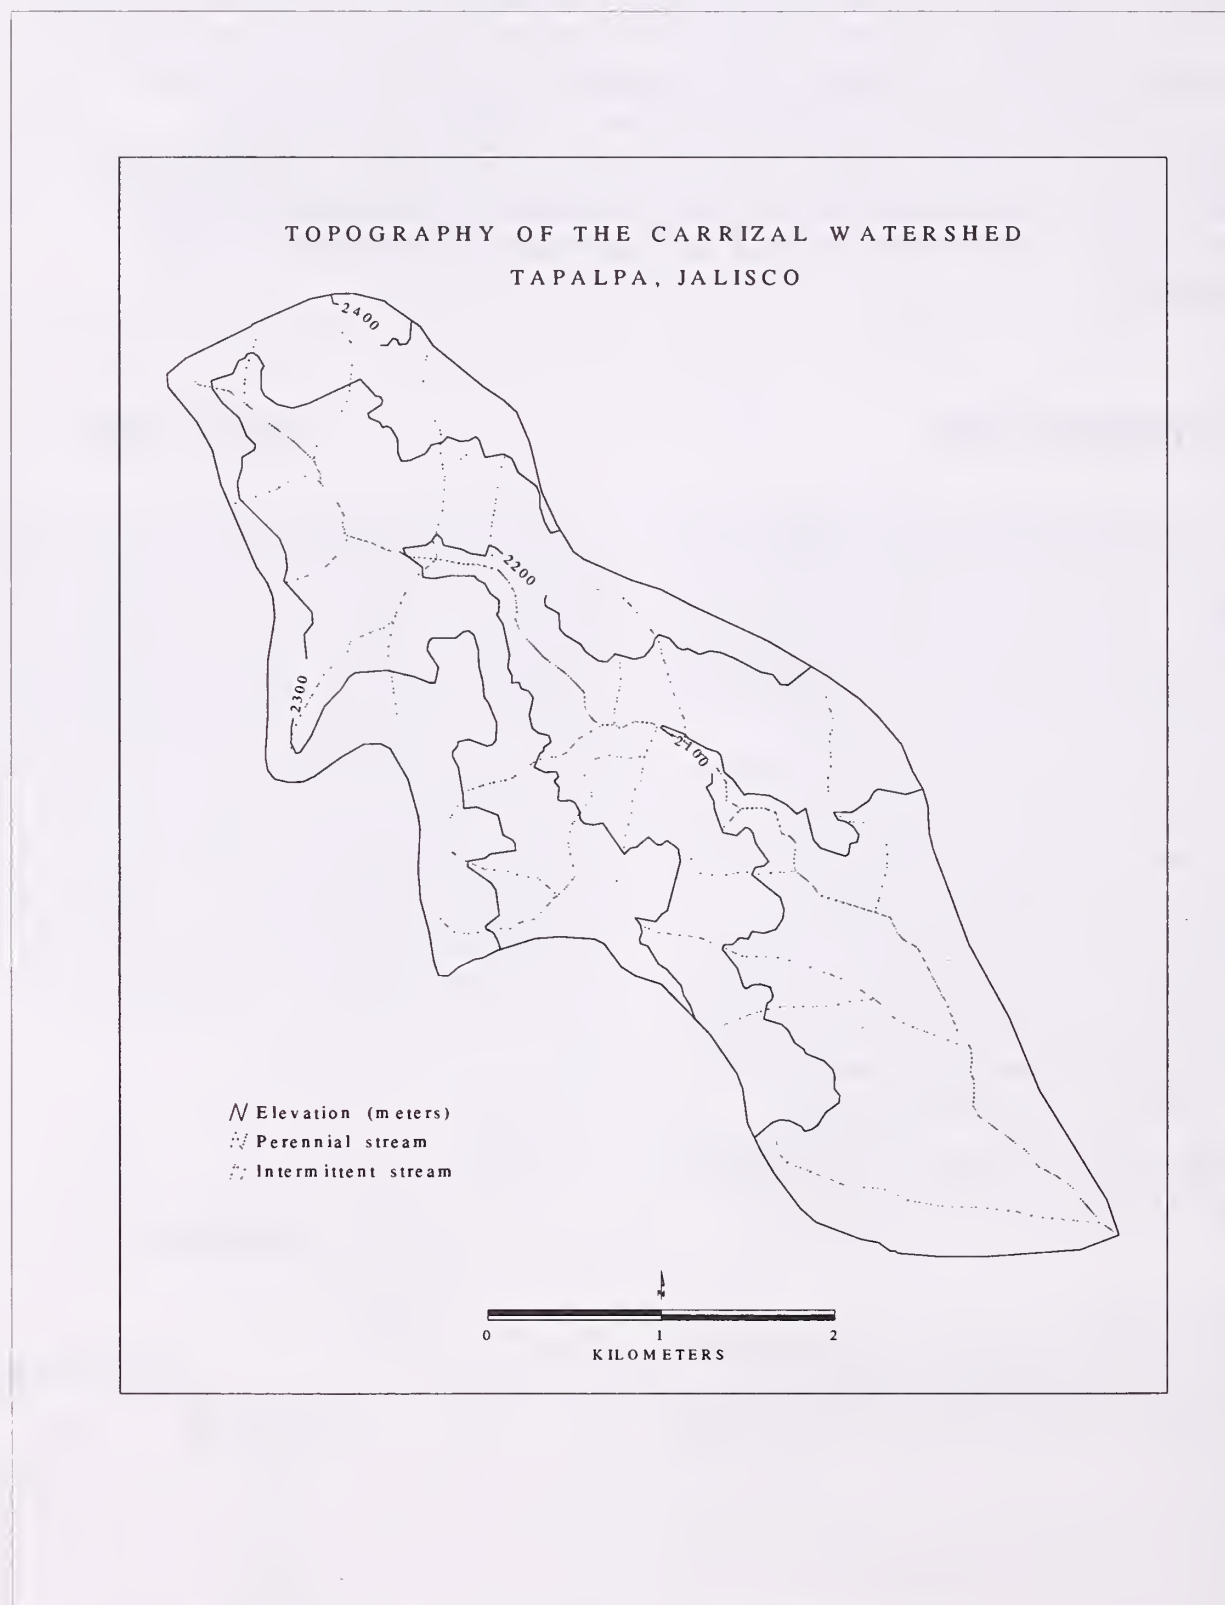 TOPOGRAPHY OF THE CARRIZAL WATERSHED
TAPALPA, JALISCO
2400
2200
2300
2100
Elevation (meters)
Perennial stream
Intermittent stream
N
0 1 2
KILOMETERS